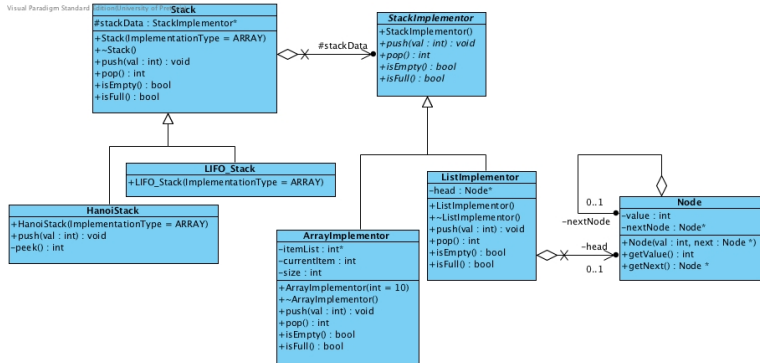 Visual Paradigm Standard Edition(University of Pre
Stack
#stackData : StackImplementor*
+Stack(ImplementationType = ARRAY)
+~Stack()
+push(val : int) : void
+pop() : int
+isEmpty() : bool
+isFull() : bool
#stackData
StackImplementor
+StackImplementor()
+push(val : int) : void
+pop() : int
+isEmpty() : bool
+isFull() : bool
LIFO_Stack
+LIFO_Stack(ImplementationType = ARRAY)
HanoiStack
+HanoiStack(ImplementationType = ARRAY)
+push(val : int) : void
-peek() : int
ArrayImplementor
-itemList : int*
-currentItem : int
-size : int
+ArrayImplementor(int = 10)
+~ArrayImplementor()
+push(val : int) : void
+pop() : int
+isEmpty() : bool
+isFull() : bool
ListImplementor
-head : Node*
+ListImplementor()
+~ListImplementor()
+push(val : int) : void
+pop() : int
+isEmpty() : bool
+isFull() : bool
0..1
-nextNode
-head
0..1
Node
-value : int
-nextNode : Node*
+Node(val : int, next : Node *)
+getValue() : int
+getNext() : Node *